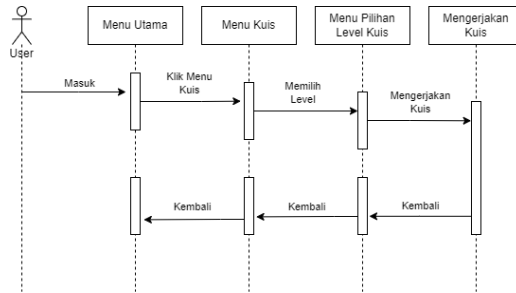 User
Menu Utama
Menu Kuis
Menu Pilihan
Level Kuis
Mengerjakan
Kuis
Masuk
Klik Menu
Kuis
Memilih
Level
Mengerjakan
Kuis
Kembali
Kembali
Kembali